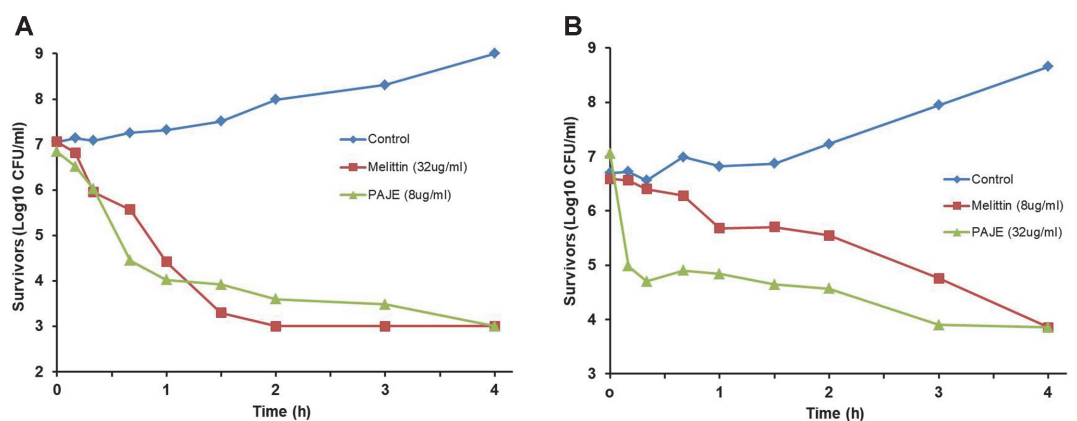 A
Survivors (Log10 CFU/ml)
9
8
7
6
5
4
3
2
0
1
2
3
4
Time (h)
Control
Melittin (32ug/ml)
PAJE (8ug/ml)
B
Survivors (Log10 CFU/ml)
9
8
7
6
5
4
3
o
1
2
3
4
Time (h)
Control
Melittin (8ug/ml)
PAJE (32ug/ml)